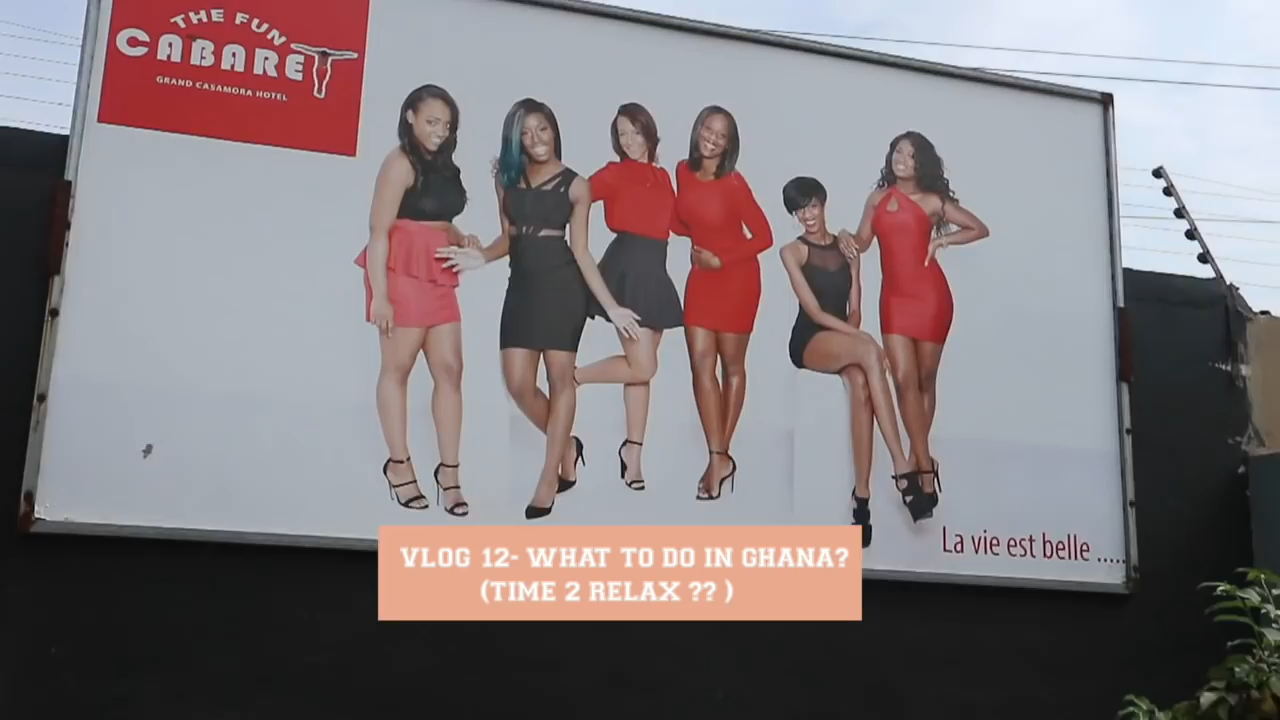 THE FUN
CABARET
GRAND CASAMORA HOTEL
La vie est belle .....
VLOG 12- WHAT TO DO IN GHANA?
(TIME 2 RELAX ?? )